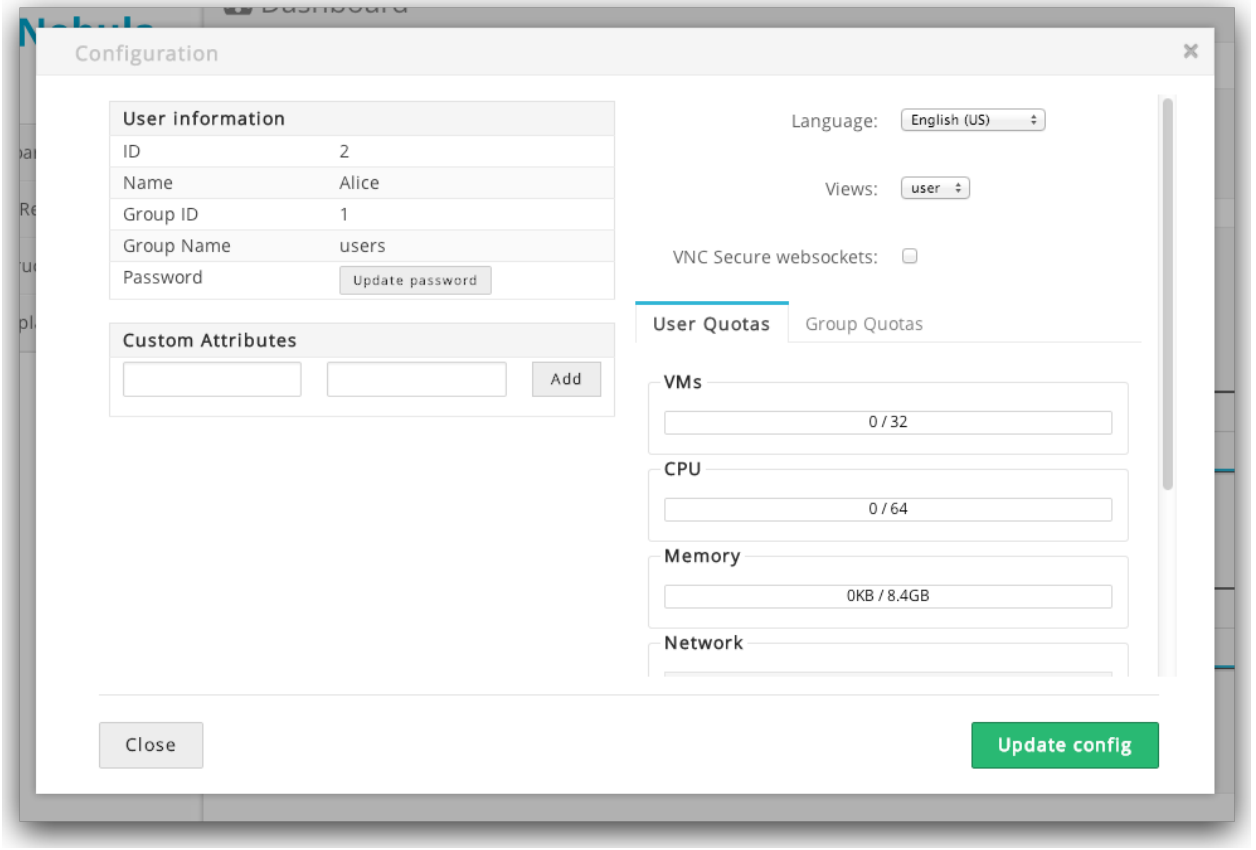 Dashboard
Configuration
×
User information
ID 2
Name Alice
Group ID 1
Group Name users
Password Update password
Custom Attributes
Add
Language: English (US)
Views: user
VNC Secure websockets:
User Quotas Group Quotas
VMs
0 / 32
CPU
0 / 64
Memory
0KB / 8.4GB
Network
Close
Update config